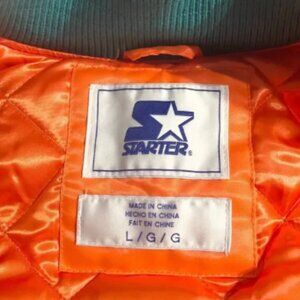 STARTER®
MADE IN CHINA
HECHO EN CHINA
FAIT EN CHINE
L/G/G